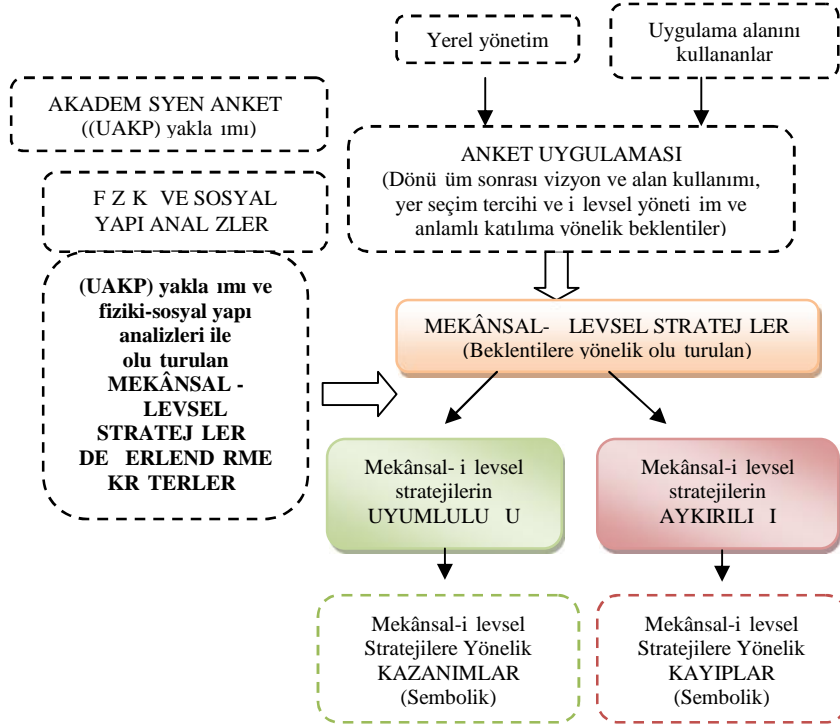 Yerel yönetim
Uygulama alanını
kullananlar
AKADEM SYEN ANKET
((UAKP) yakla ımı)
F Z K VE SOSYAL
YAPI ANAL ZLER
ANKET UYGULAMASI
(Dönü üm sonrası vizyon ve alan kullanımı,
yer seçim tercihi ve i levsel yöneti im ve
anlamlı katılıma yönelik beklentiler)
(UAKP) yakla ımı ve
fiziki-sosyal yapı
analizleri ile
olu turulan
MEKÂNSAL -
LEVSEL
STRATEJ LER
DE ERLEND RME
KR TERLER
MEKÂNSAL- LEVSEL STRATEJ LER
(Beklentilere yönelik olu turulan)
Mekânsal- i levsel
stratejilerin
UYUMLULU U
Mekânsal-i levsel
stratejilerin
AYKIRILI I
Mekânsal-i levsel
Stratejilere Yönelik
KAZANIMLAR
(Sembolik)
Mekânsal-i levsel
Stratejilere Yönelik
KAYIPLAR
(Sembolik)